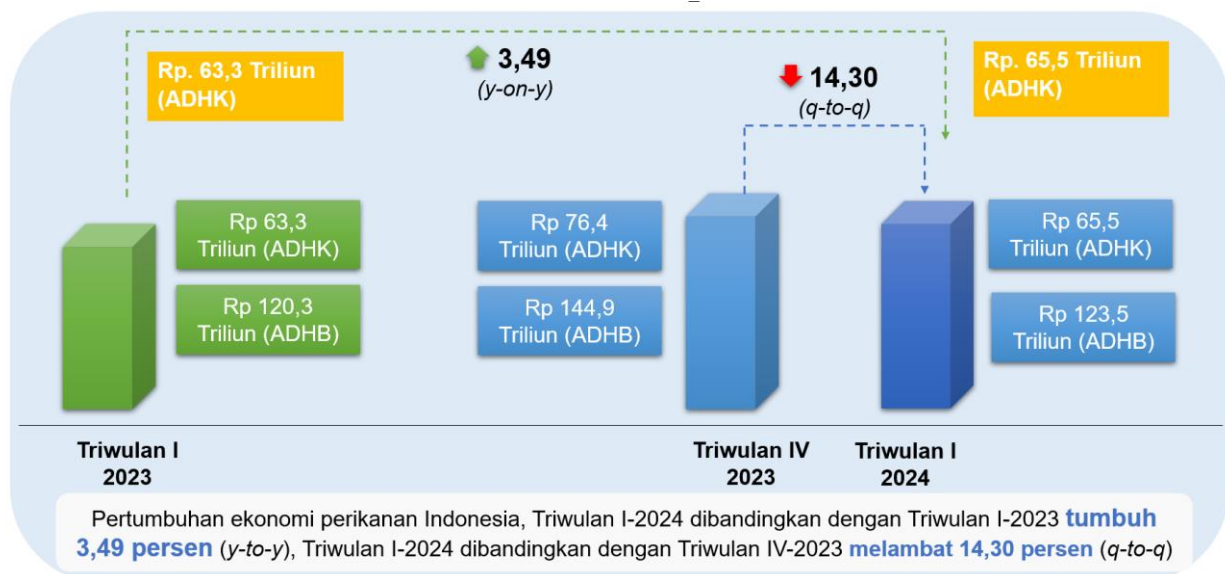 3,49
(y-on-y)
Rp. 63,3 Triliun
(ADHK)
14,30
(q-to-q)
Rp. 65,5 Triliun
(ADHK)
Rp 63,3
Triliun (ADHK)
Rp 120,3
Triliun (ADHB)
Rp 76,4
Triliun (ADHK)
Rp 144,9
Triliun (ADHB)
Rp 65,5
Triliun (ADHK)
Rp 123,5
Triliun (ADHB)
Triwulan I
2023
Triwulan IV
2023
Triwulan I
2024
Pertumbuhan ekonomi perikanan Indonesia, Triwulan I-2024 dibandingkan dengan Triwulan I-2023 tumbuh
3,49 persen (y-to-y), Triwulan I-2024 dibandingkan dengan Triwulan IV-2023 melambat 14,30 persen (q-to-q)